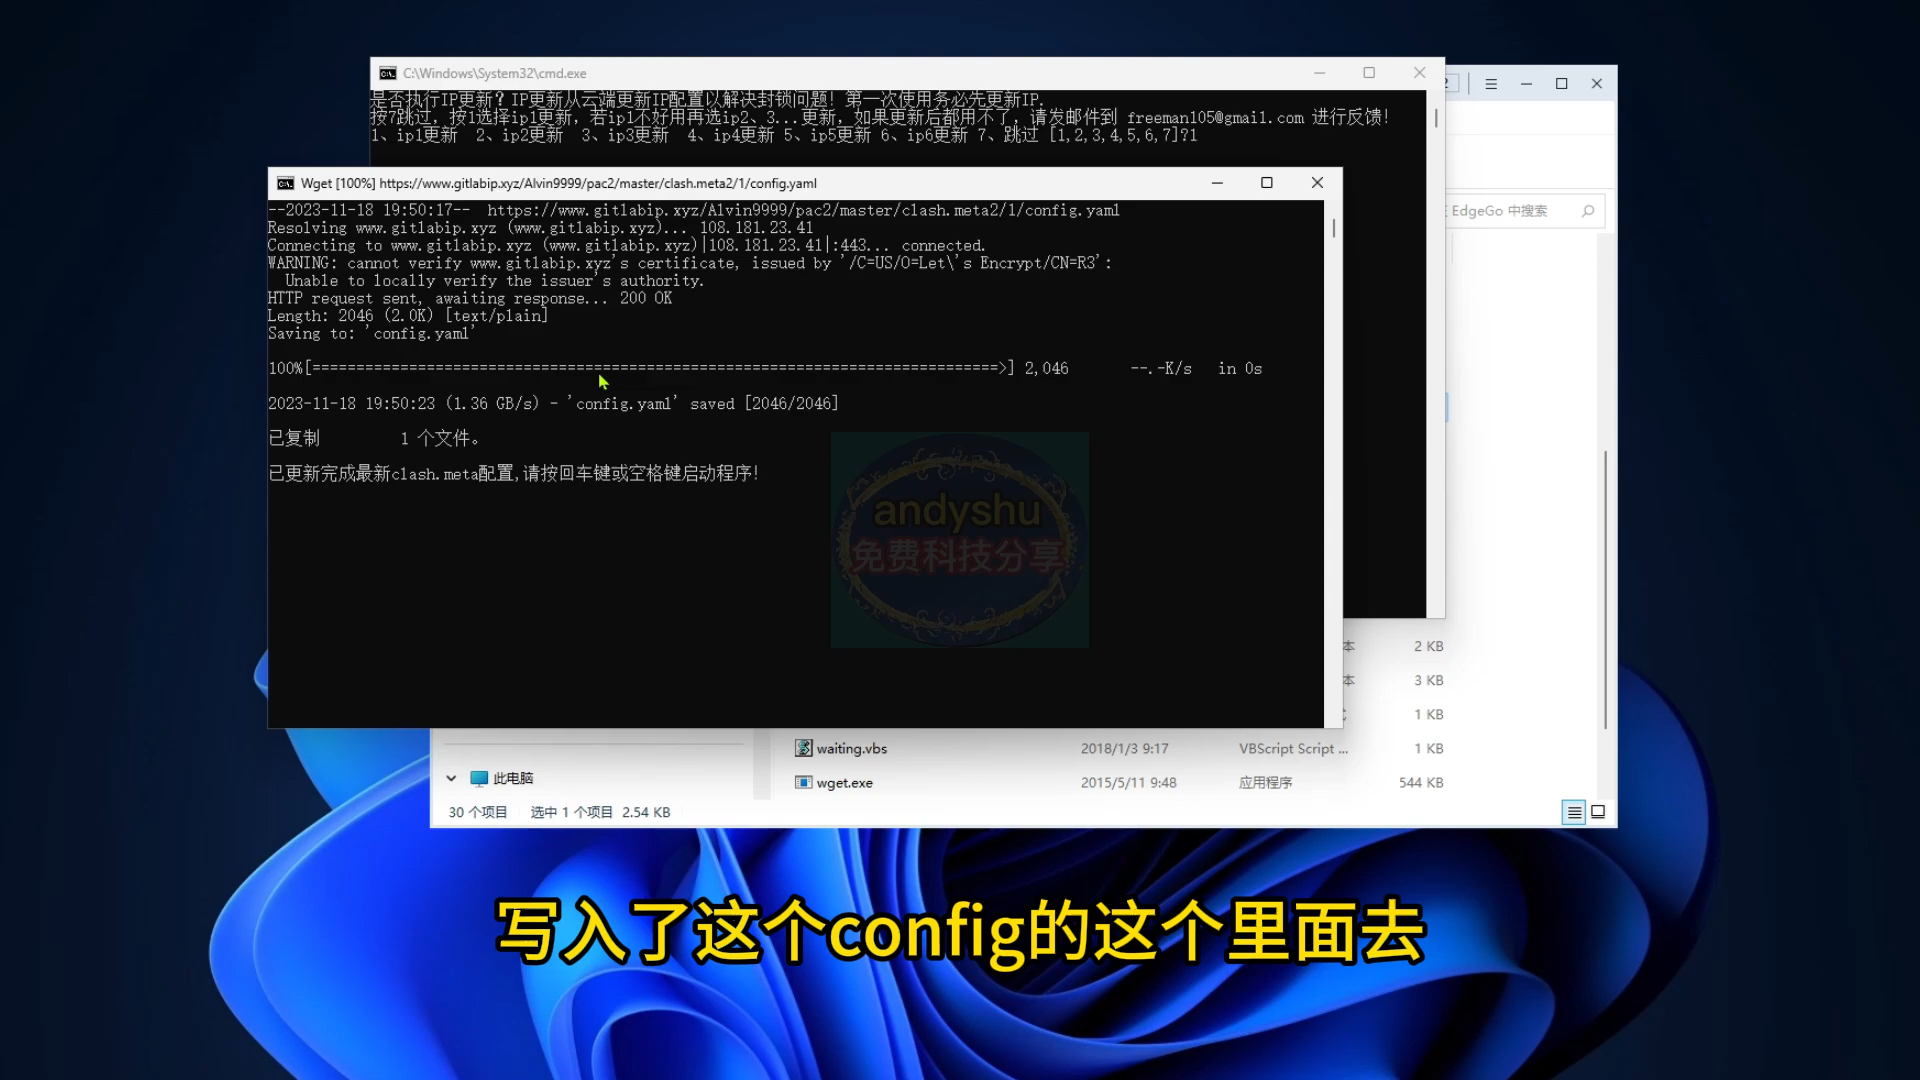 C:\Windows\System32\cmd.exe
是否执行IP更新？IP更新从云端更新IP配置以解决封锁问题！第一次使用务必先更新IP.
按7跳过，按1选择ip1更新，若ip1不好用再选ip2、3...更新，如果更新后都用不了，请发邮件到 freeman105@gmail.com 进行反馈！
1、ip1更新 2、ip2更新 3、ip3更新 4、ip4更新 5、ip5更新 6、ip6更新 7、跳过 [1,2,3,4,5,6,7]?1
Wget [100%] https://www.gitlabip.xyz/Alvin9999/pac2/master/clash.meta2/1/config.yaml
--2023-11-18 19:50:17-- https://www.gitlabip.xyz/Alvin9999/pac2/master/clash.meta2/1/config.yaml
Resolving www.gitlabip.xyz (www.gitlabip.xyz)... 108.181.23.41
Connecting to www.gitlabip.xyz (www.gitlabip.xyz)|108.181.23.41|:443... connected.
WARNING: cannot verify www.gitlabip.xyz's certificate, issued by '/C=US/O=Let\'s Encrypt/CN=R3':
Unable to locally verify the issuer's authority.
HTTP request sent, awaiting response... 200 OK
Length: 2046 (2.0K) [text/plain]
Saving to: 'config.yaml'
100%[==============================================================================>] 2,046 --.-K/s in 0s
2023-11-18 19:50:23 (1.36 GB/s) - 'config.yaml' saved [2046/2046]
已复制 1 个文件。
已更新完成最新clash.meta配置,请按回车键或空格键启动程序！
EdgeGo 中搜索
andyshu
免费科技分享
本 2 KB
本 3 KB
1 KB
waiting.vbs 2018/1/3 9:17 VBScript Script ... 1 KB
此电脑
wget.exe 2015/5/11 9:48 应用程序 544 KB
30 个项目 选中 1 个项目 2.54 KB
写入了这个config的这个里面去